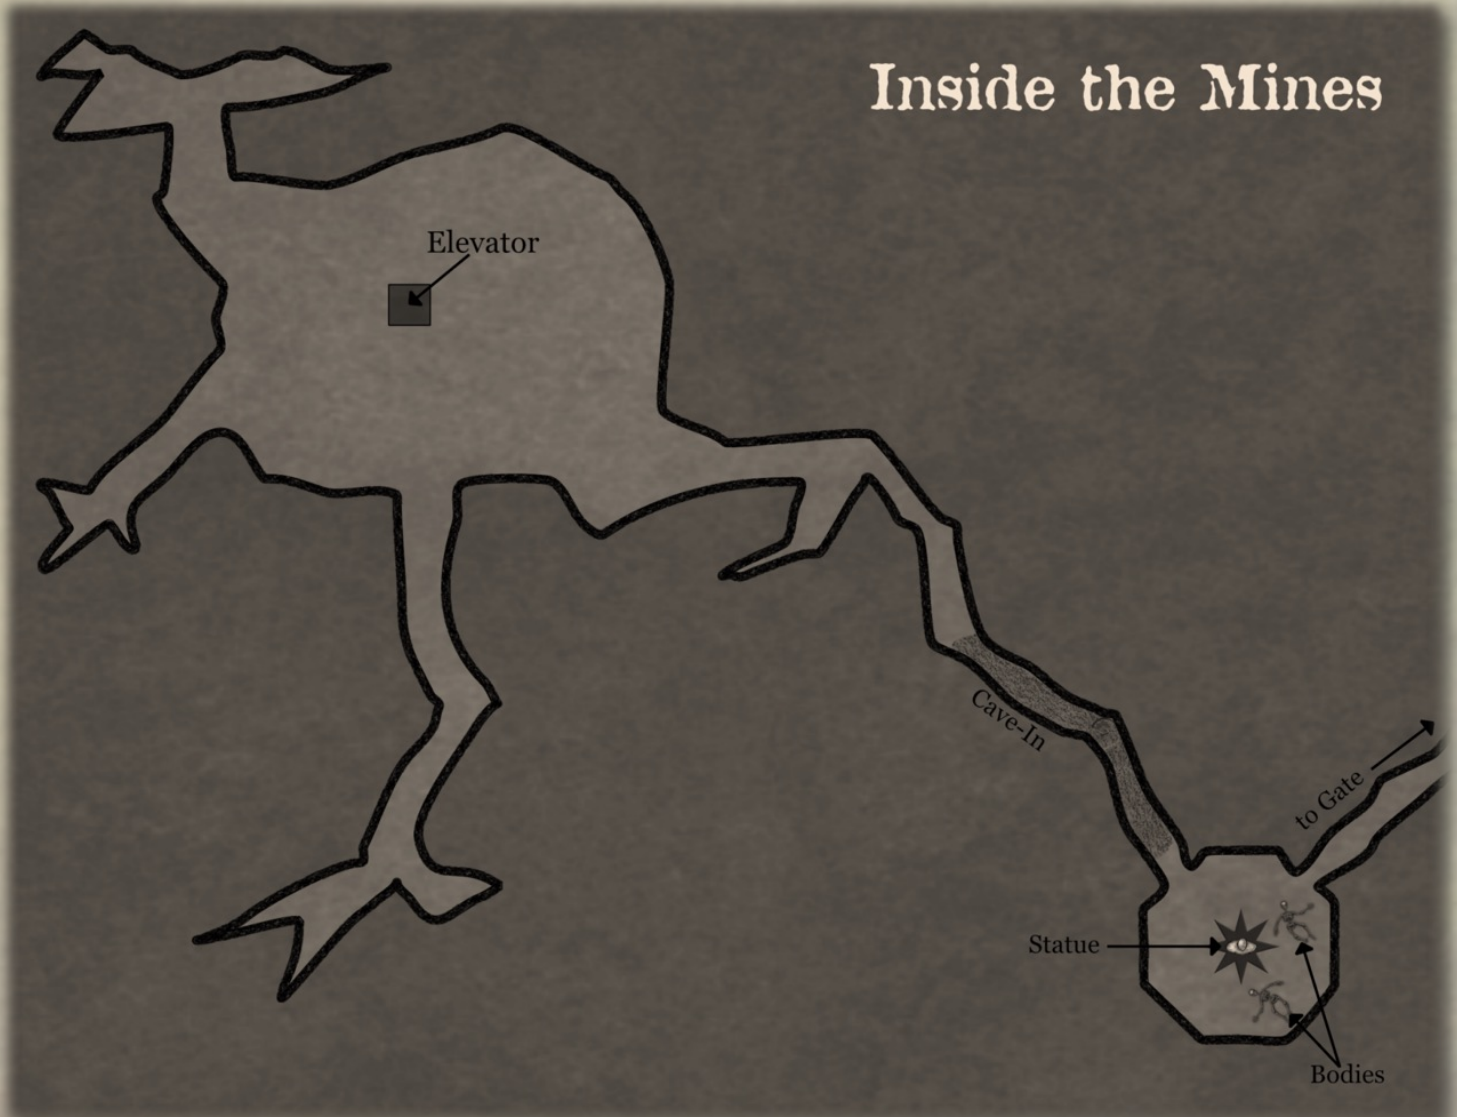 Inside the Mines
Elevator
Cave-In
to Gate
Statue
Bodies